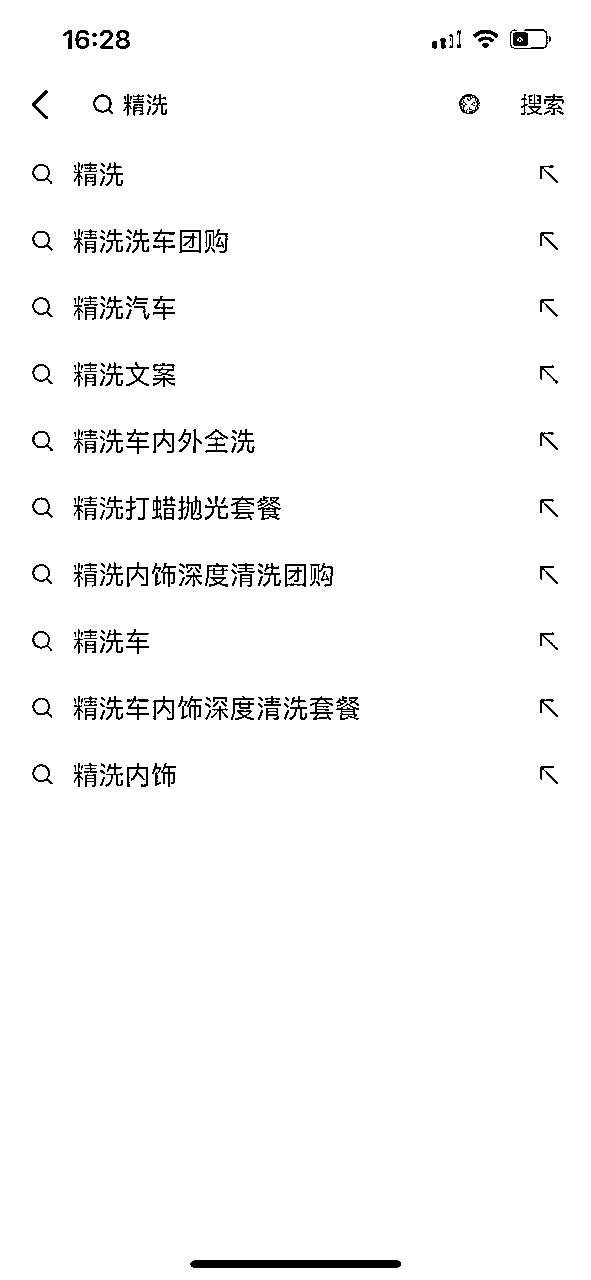 16:28
精洗
搜索
精洗
精洗洗车团购
精洗汽车
精洗文案
精洗车内外全洗
精洗打蜡抛光套餐
精洗内饰深度清洗团购
精洗车
精洗车内饰深度清洗套餐
精洗内饰